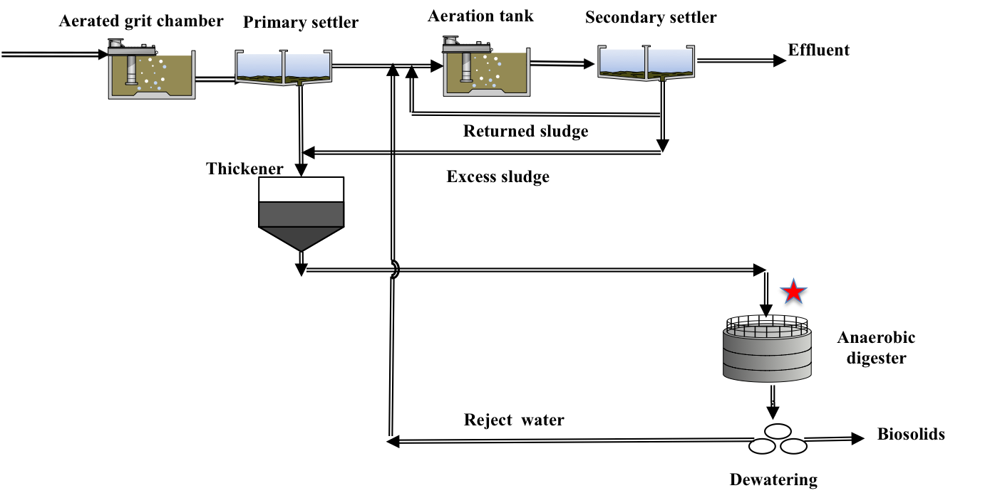 Aerated grit chamber
Primary settler
Aeration tank
Secondary settler
Effluent
Returned sludge
Thickener
Excess sludge
Anaerobic
digester
Reject water
Biosolids
Dewatering